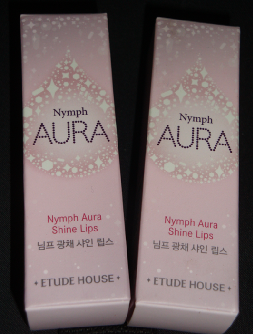 Nymph
AURA
Nymph Aura
Shine Lips
님프 광채 샤인 립스
ETUDE HOUSE
Nymph
AURA
Nymph Aura
Shine Lips
님프 광채 샤인 립스
ETUDE HOUSE